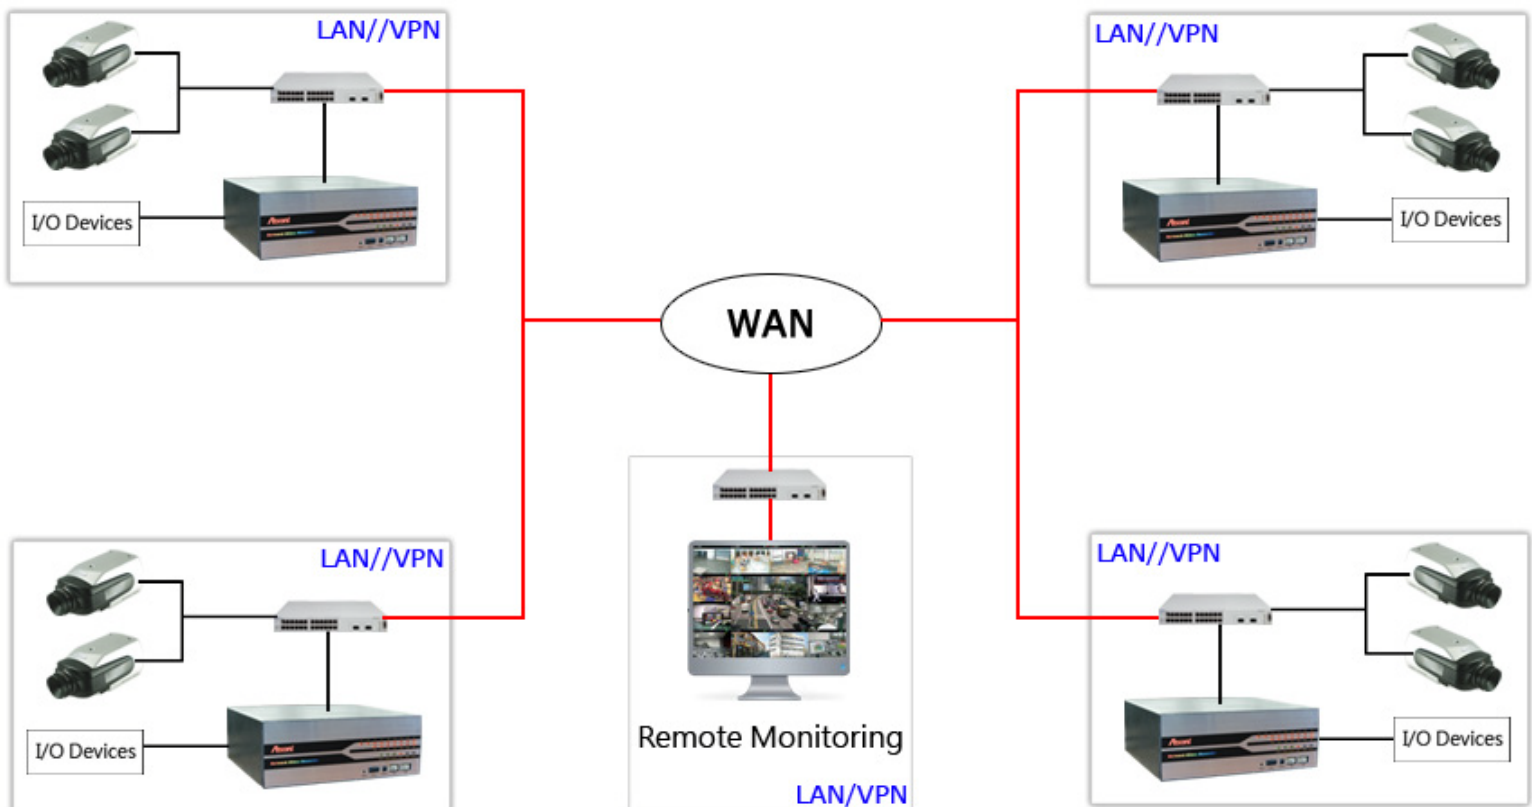 LAN//VPN
I/O Devices
LAN//VPN
I/O Devices
WAN
LAN//VPN
I/O Devices
Remote Monitoring
LAN/VPN
LAN//VPN
I/O Devices